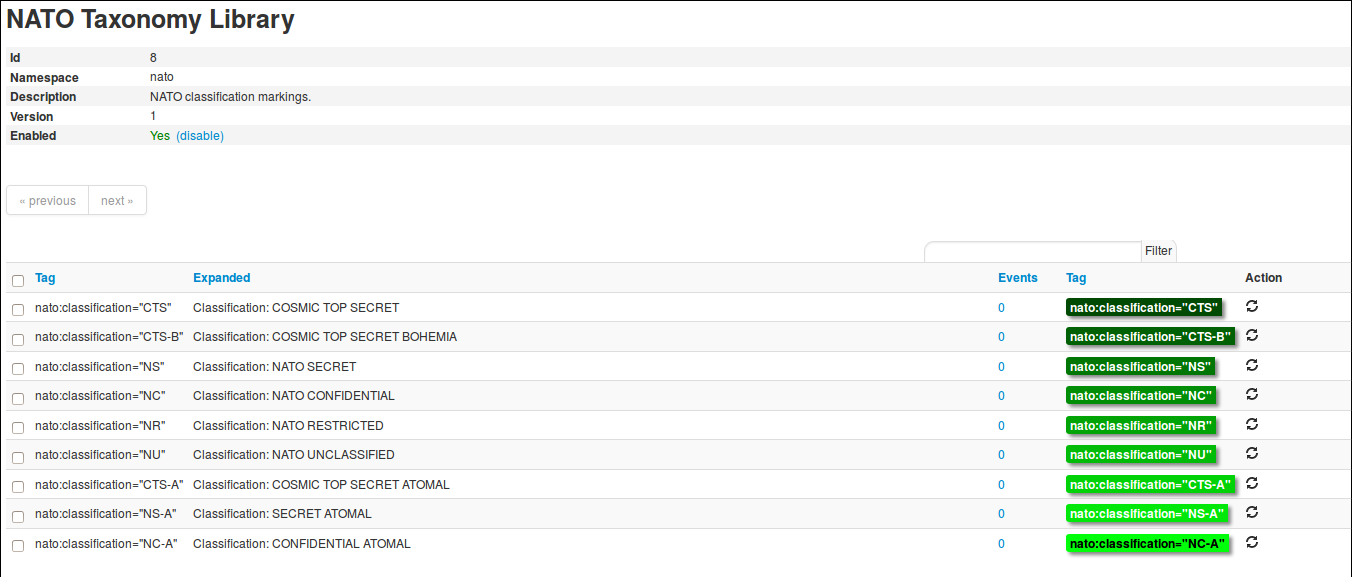 NATO Taxonomy Library
Id 8
Namespace nato
Description NATO classification markings.
Version 1
Enabled Yes (disable)
« previous next »
Filter
Tag Expanded Events Tag Action
nato:classification="CTS" Classification: COSMIC TOP SECRET 0 nato:classification="CTS"
nato:classification="CTS-B" Classification: COSMIC TOP SECRET BOHEMIA 0 nato:classification="CTS-B"
nato:classification="NS" Classification: NATO SECRET 0 nato:classification="NS"
nato:classification="NC" Classification: NATO CONFIDENTIAL 0 nato:classification="NC"
nato:classification="NR" Classification: NATO RESTRICTED 0 nato:classification="NR"
nato:classification="NU" Classification: NATO UNCLASSIFIED 0 nato:classification="NU"
nato:classification="CTS-A" Classification: COSMIC TOP SECRET ATOMAL 0 nato:classification="CTS-A"
nato:classification="NS-A" Classification: SECRET ATOMAL 0 nato:classification="NS-A"
nato:classification="NC-A" Classification: CONFIDENTIAL ATOMAL 0 nato:classification="NC-A"